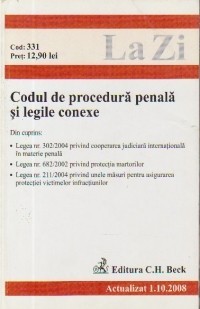 Cod: 331
Preț: 12,90 lei
La Zi
Codul de procedură penală
și legile conexe
Din cuprins:
• Legea nr. 302/2004 privind cooperarea judiciară internațională
în materie penală
• Legea nr. 682/2002 privind protecția martorilor
• Legea nr. 211/2004 privind unele măsuri pentru asigurarea
protecției victimelor infracțiunilor
Editura C.H. Beck
Actualizat 1.10.2008